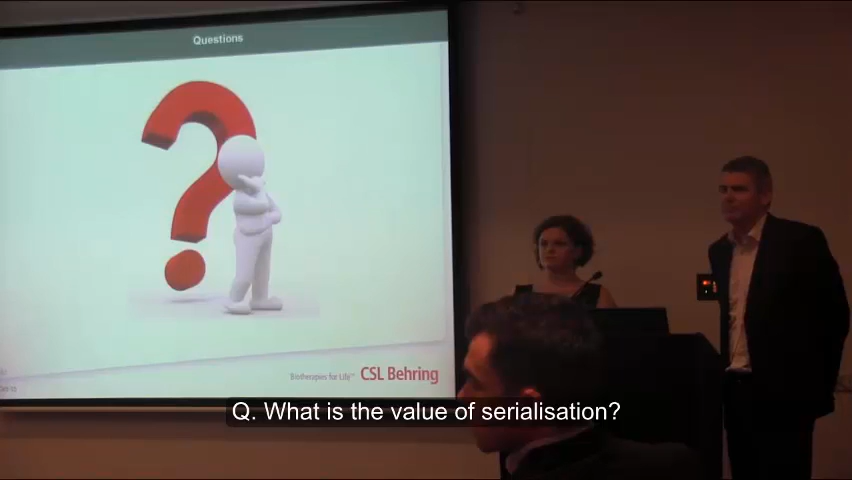 Questions
Biotherapies for Life™ CSL Behring
Q. What is the value of serialisation?